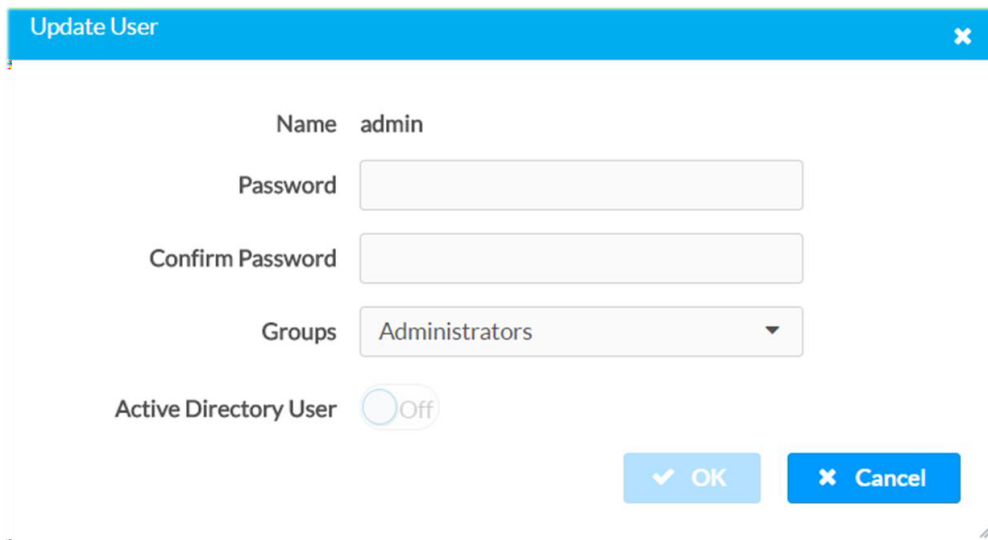 Update User
Name admin
Password
Confirm Password
Groups Administrators
Active Directory User Off
OK Cancel